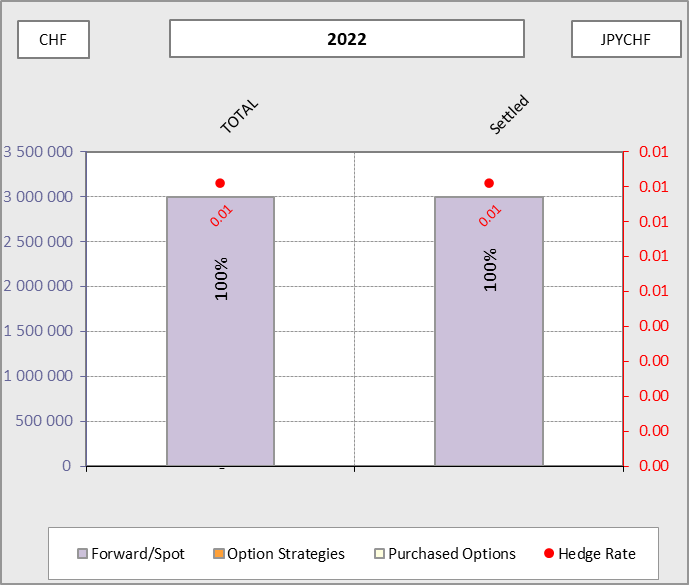 CHF
2022
JPYCHF
TOTAL
Settled
3 500 000
3 000 000
2 500 000
2 000 000
1 500 000
1 000 000
500 000
0
0.01
100%
-
0.01
100%
0.01
0.01
0.01
0.01
0.01
0.00
0.00
0.00
0.00
0.00
Forward/Spot
Option Strategies
Purchased Options
Hedge Rate